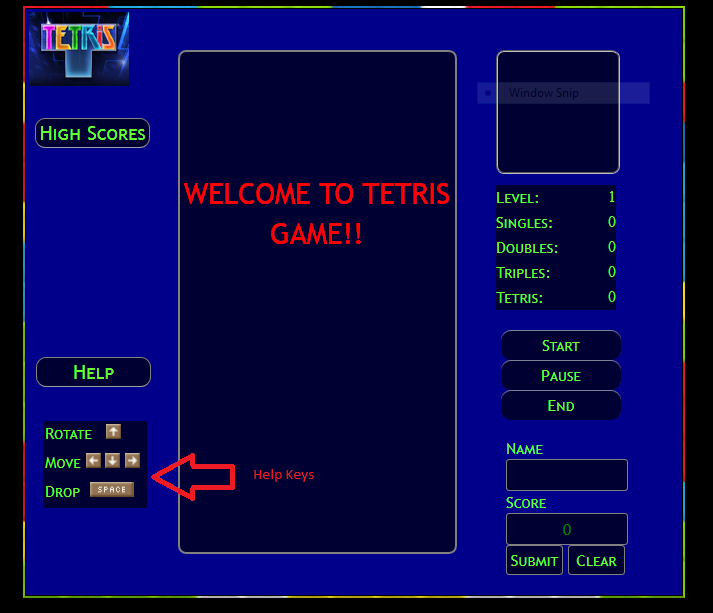 TETRIS
HIGH SCORES
WELCOME TO TETRIS
GAME!!
Window Snip
LEVEL: 1
SINGLES: 0
DOUBLES: 0
TRIPLES: 0
TETRIS: 0
START
PAUSE
END
HELP
ROTATE
MOVE
DROP SPACE
Help Keys
NAME
SCORE
0
SUBMIT CLEAR